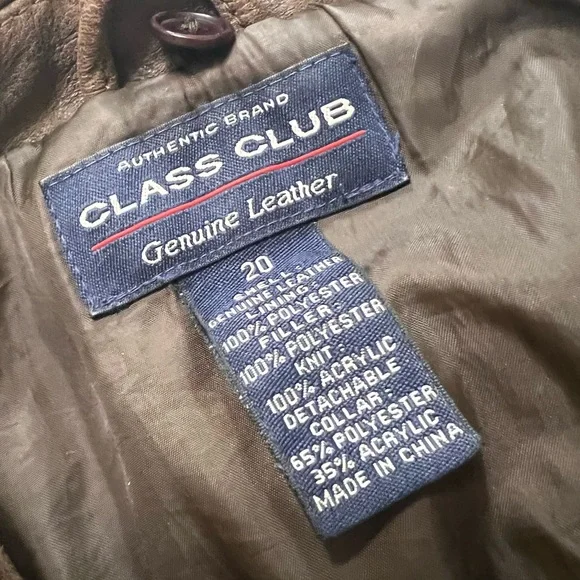 AUTHENTIC BRAND
CLASS CLUB
Genuine Leather
20
SHELL
GENUINE LEATHER
LINING:
100% POLYESTER
FILLER:
100% POLYESTER
KNIT:
100% ACRYLIC
DETACHABLE
COLLAR:
65% POLYESTER
35% ACRYLIC
MADE IN CHINA